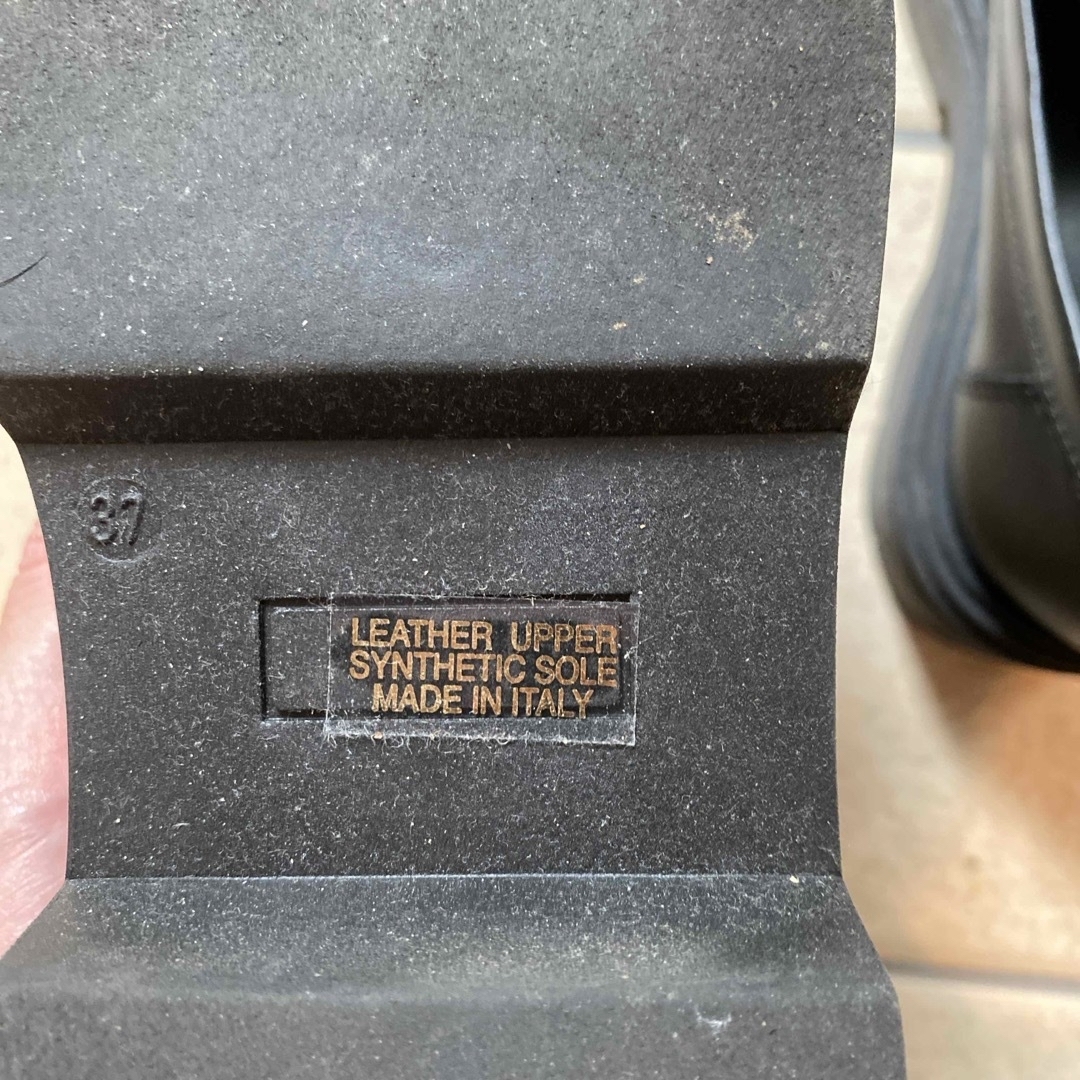 37
LEATHER UPPER
SYNTHETIC SOLE
MADE IN ITALY